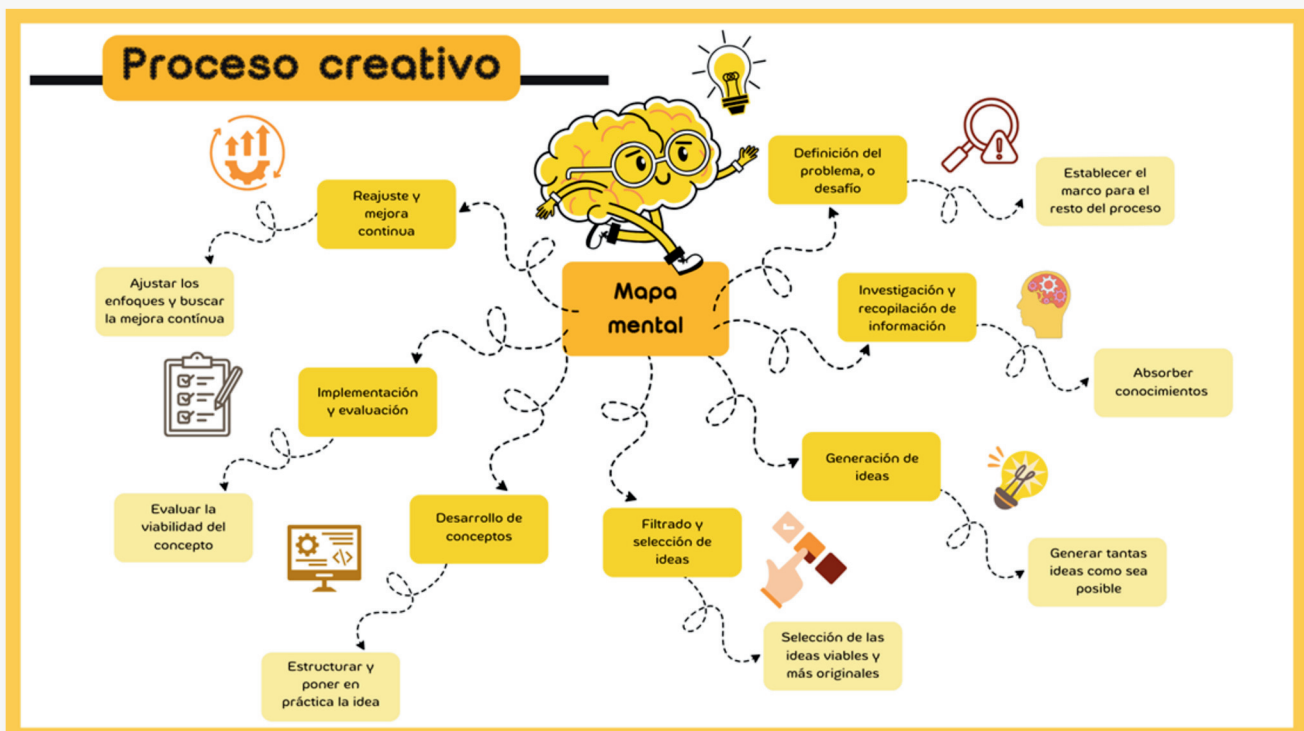 Proceso creativo
Mapa
mental
Definición del
problema, o
desafío
Establecer el
marco para el
resto del proceso
Investigación y
recopilación de
información
Absorber
conocimientos
Generación de
ideas
Generar tantas
ideas como sea
posible
Filtrado y
selección de
ideas
Selección de las
ideas viables y
más originales
Desarrollo de
conceptos
Estructurar y
poner en
práctica la idea
Implementación
y evaluación
Evaluar la
viabilidad del
concepto
Reajuste y
mejora
continua
Ajustar los
enfoques y buscar
la mejora contínua